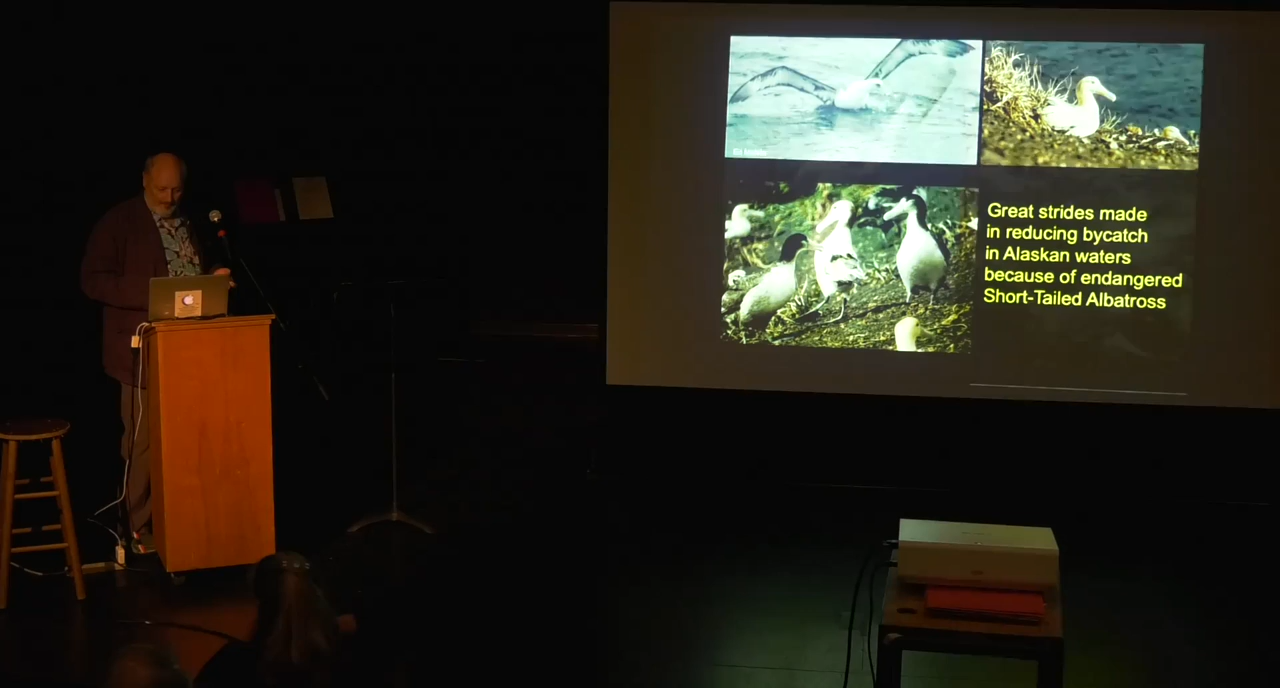 Great strides made
in reducing bycatch
in Alaskan waters
because of endangered
Short-Tailed Albatross